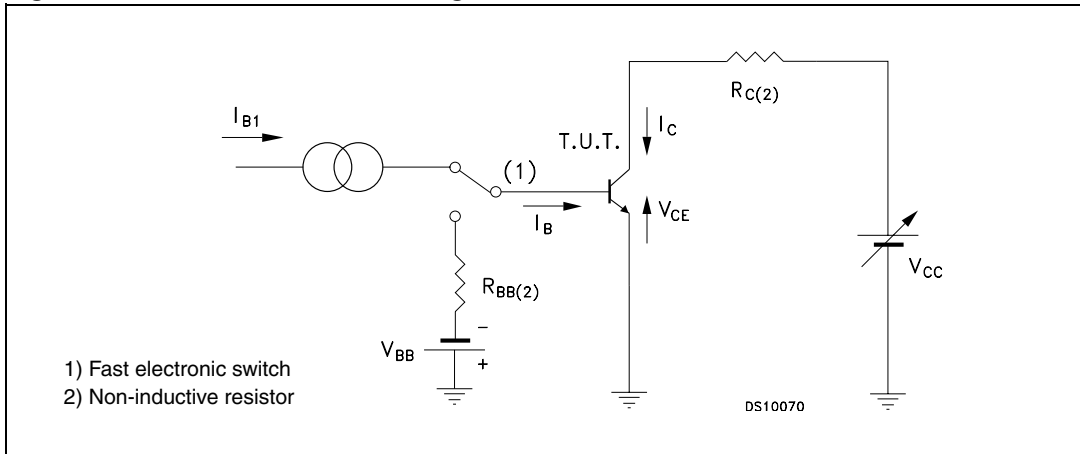 I_B1
T.U.T.
I_C
R_C(2)
(1)
I_B
V_CE
R_BB(2)
V_CC
V_BB
−
+
1) Fast electronic switch
2) Non-inductive resistor
DS10070